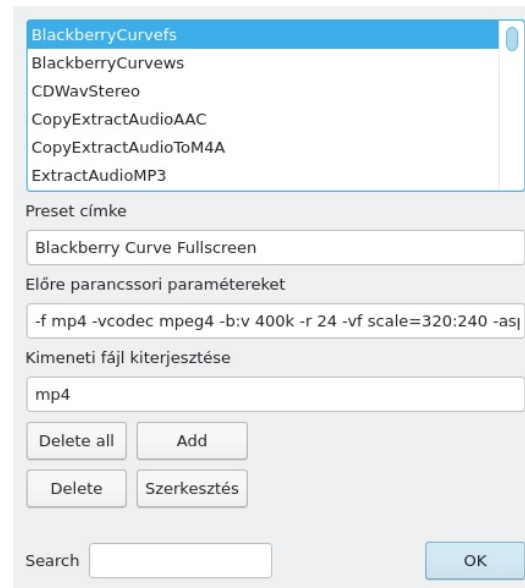 BlackberryCurvefs
BlackberryCurvews
CDWavStereo
CopyExtractAudioAAC
CopyExtractAudioToM4A
ExtractAudioMP3
Preset címke
Blackberry Curve Fullscreen
Előre parancssori paramétereket
-f mp4 -vcodec mpeg4 -b:v 400k -r 24 -vf scale=320:240
Kimeneti fájl kiterjesztése
mp4
Delete all Add
Delete Szerkesztés
Search OK